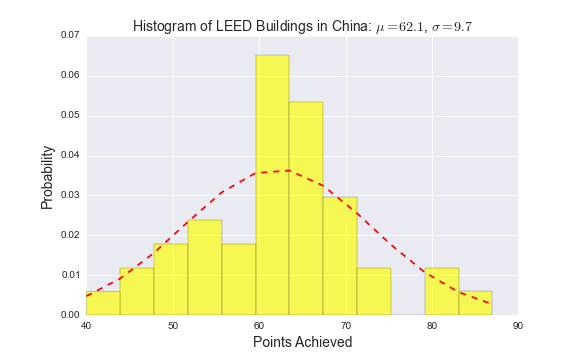 Histogram of LEED Buildings in China: μ=62.1, σ=9.7
0.07
0.06
0.05
0.04
0.03
0.02
0.01
0.00
Probability
40 50 60 70 80 90
Points Achieved